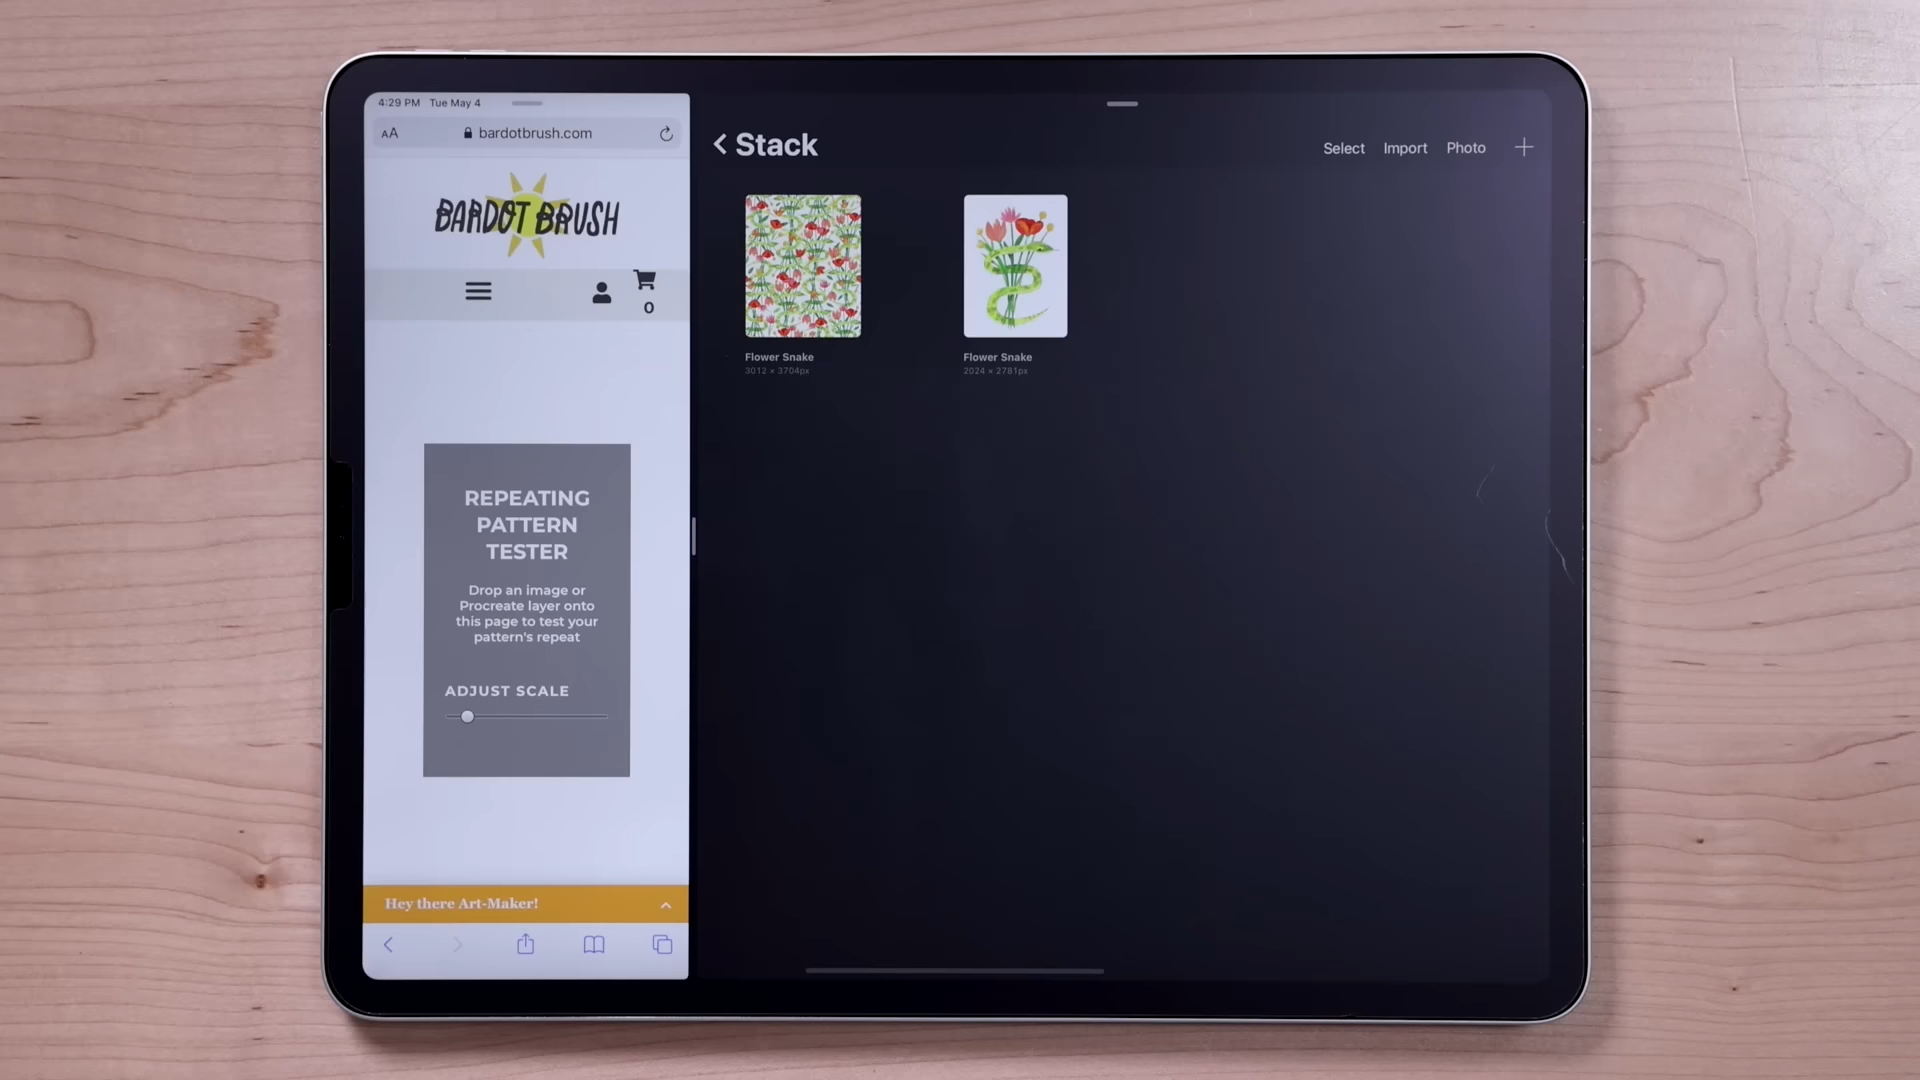 4:29 PM Tue May 4
AA bardotbrush.com
BARDOT BRUSH
0
REPEATING
PATTERN
TESTER
Drop an image or
Procreate layer onto
this page to test your
pattern's repeat
ADJUST SCALE
Hey there Art-Maker!
Stack
Select Import Photo
Flower Snake
3012 × 3704px
Flower Snake
2024 × 2781px